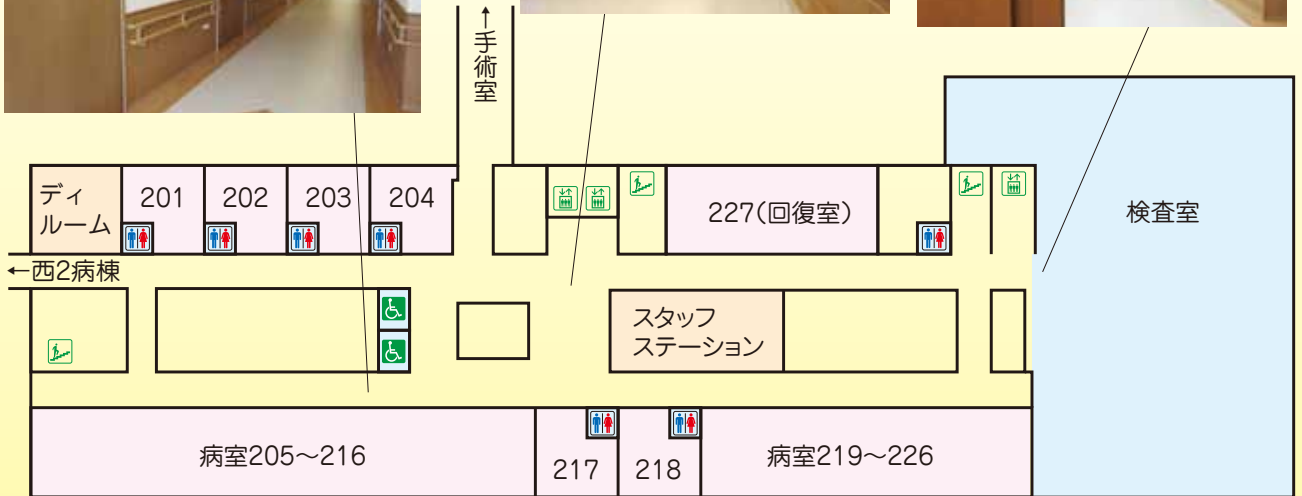 ↑手術室
ディ
ルーム
201
202
203
204
227(回復室)
検査室
←西2病棟
スタッフ
ステーション
病室205〜216
217
218
病室219〜226